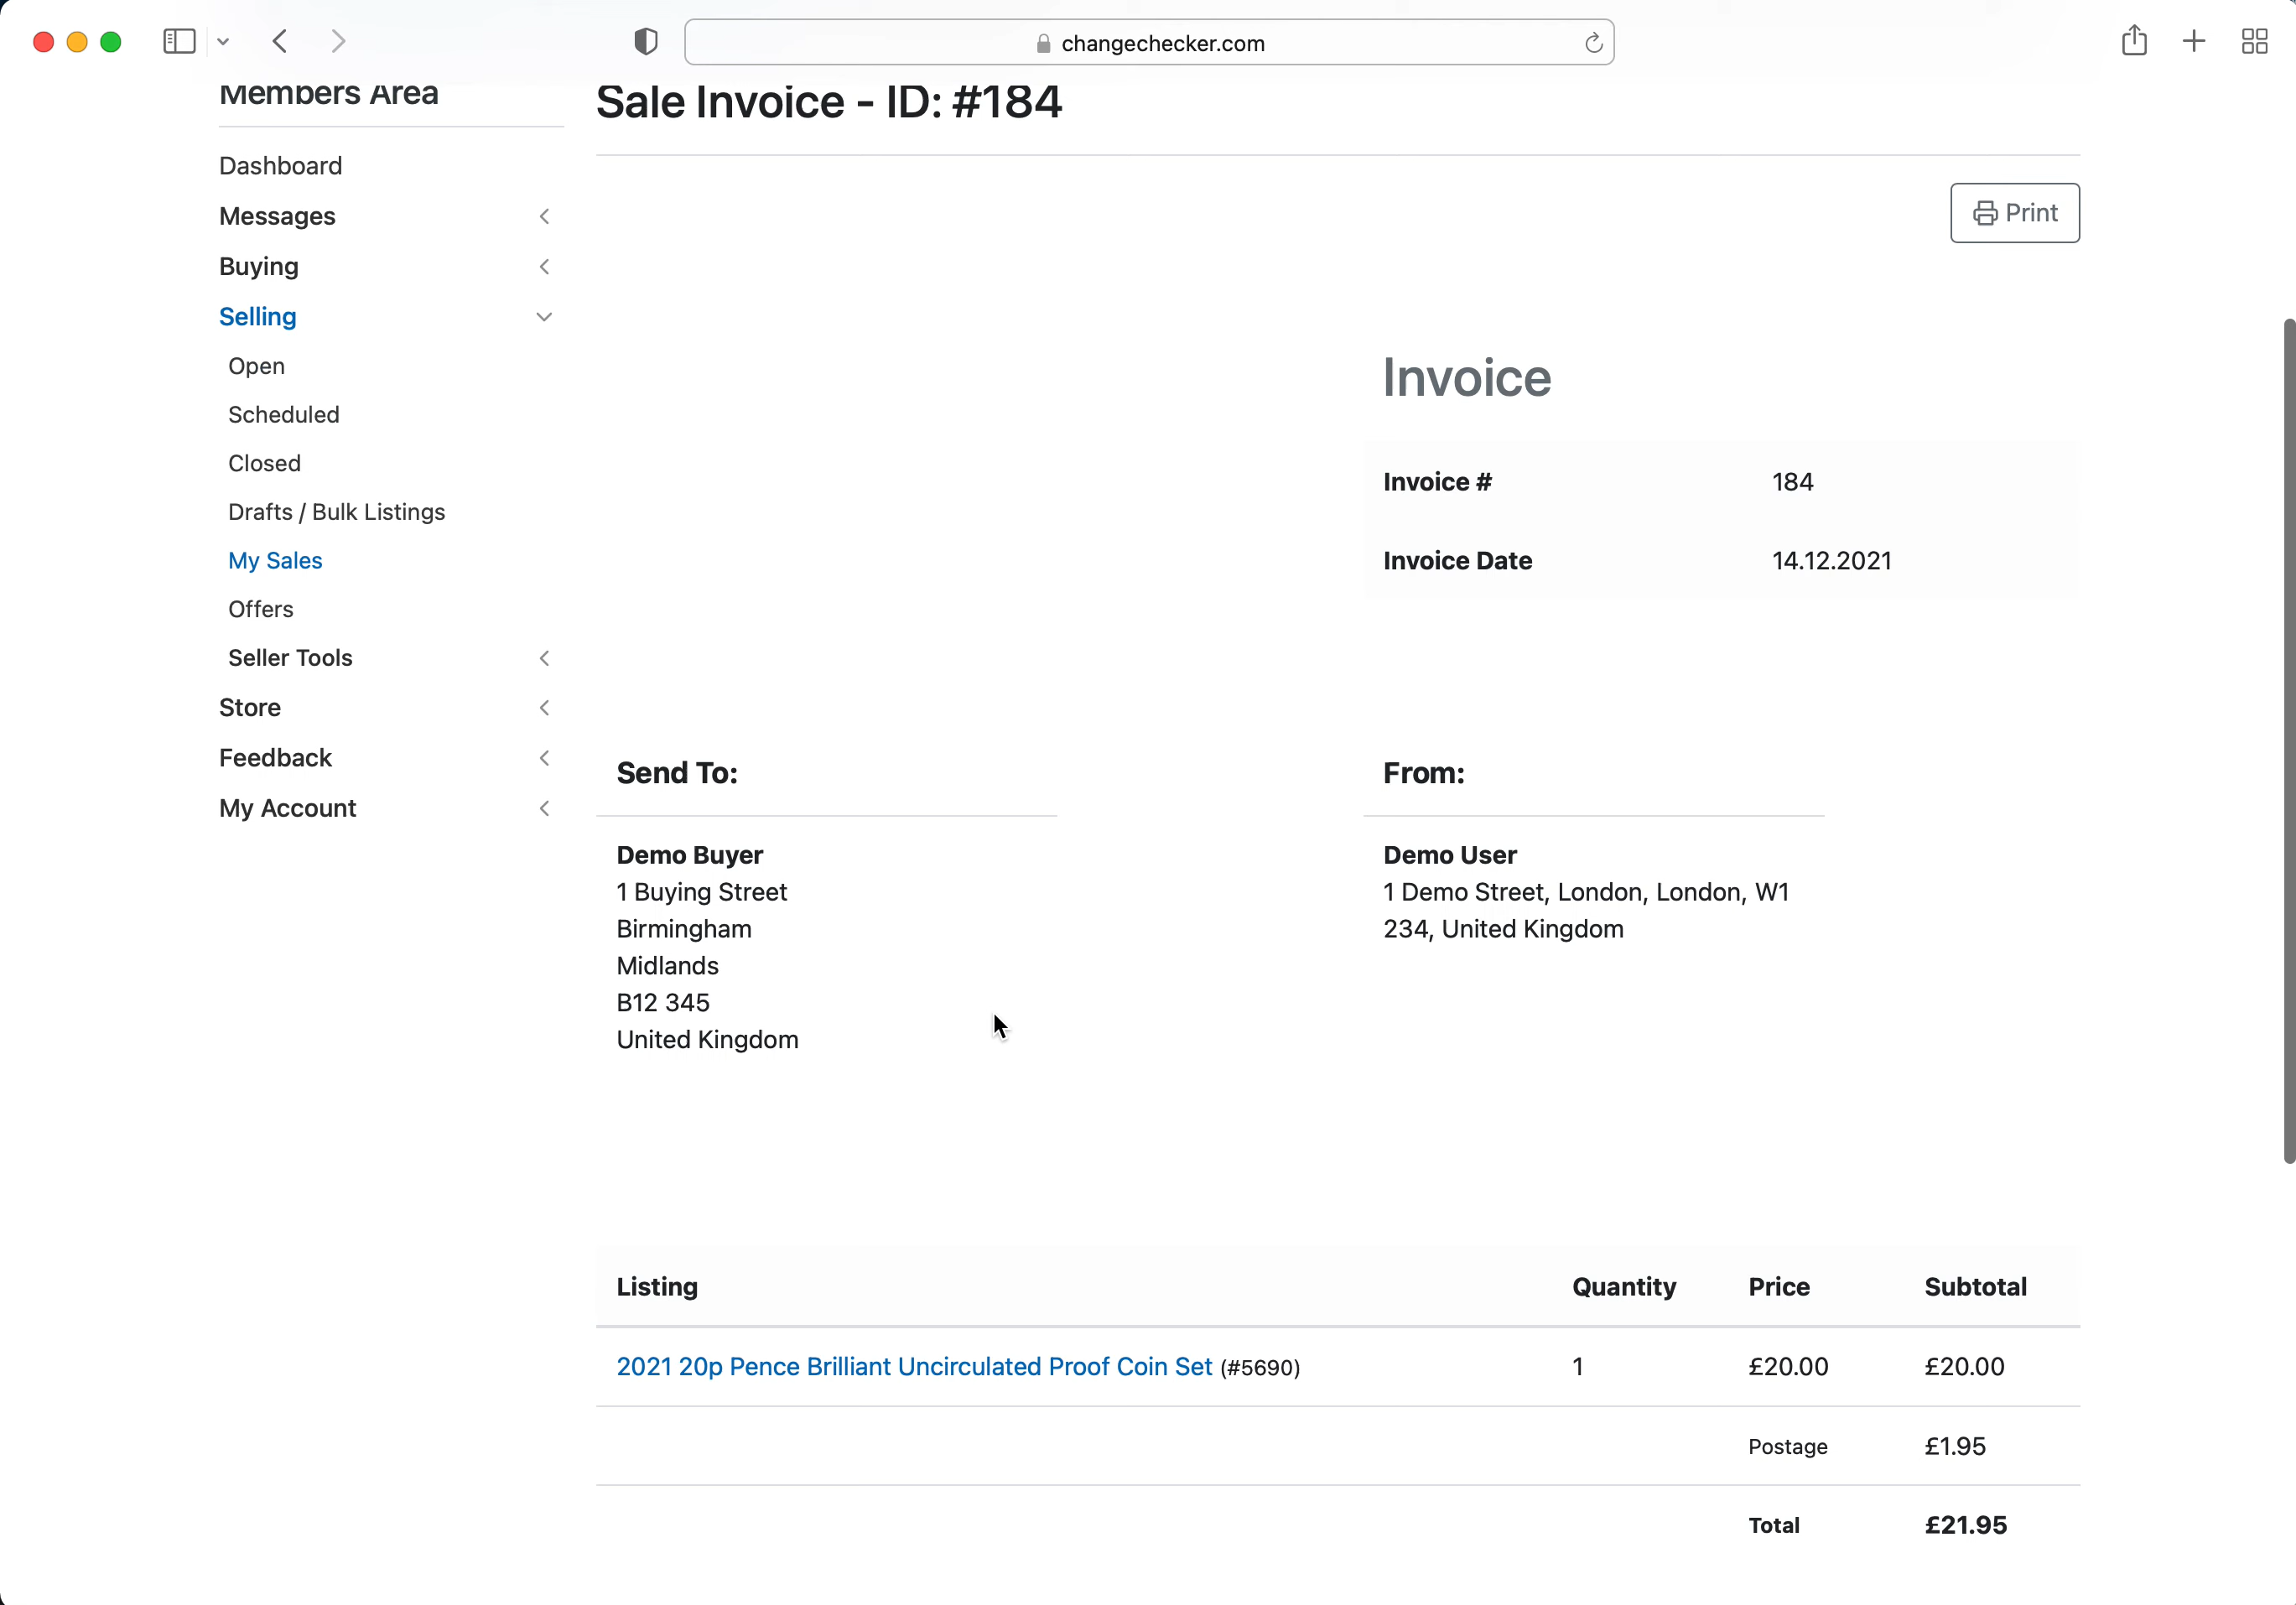 changechecker.com
Members Area
Dashboard
Messages
Buying
Selling
Open
Scheduled
Closed
Drafts / Bulk Listings
My Sales
Offers
Seller Tools
Store
Feedback
My Account
Sale Invoice - ID: #184
Print
Invoice
Invoice # 184
Invoice Date 14.12.2021
Send To:
Demo Buyer
1 Buying Street
Birmingham
Midlands
B12 345
United Kingdom
From:
Demo User
1 Demo Street, London, London, W1
234, United Kingdom
Listing Quantity Price Subtotal
2021 20p Pence Brilliant Uncirculated Proof Coin Set (#5690) 1 £20.00 £20.00
Postage £1.95
Total £21.95